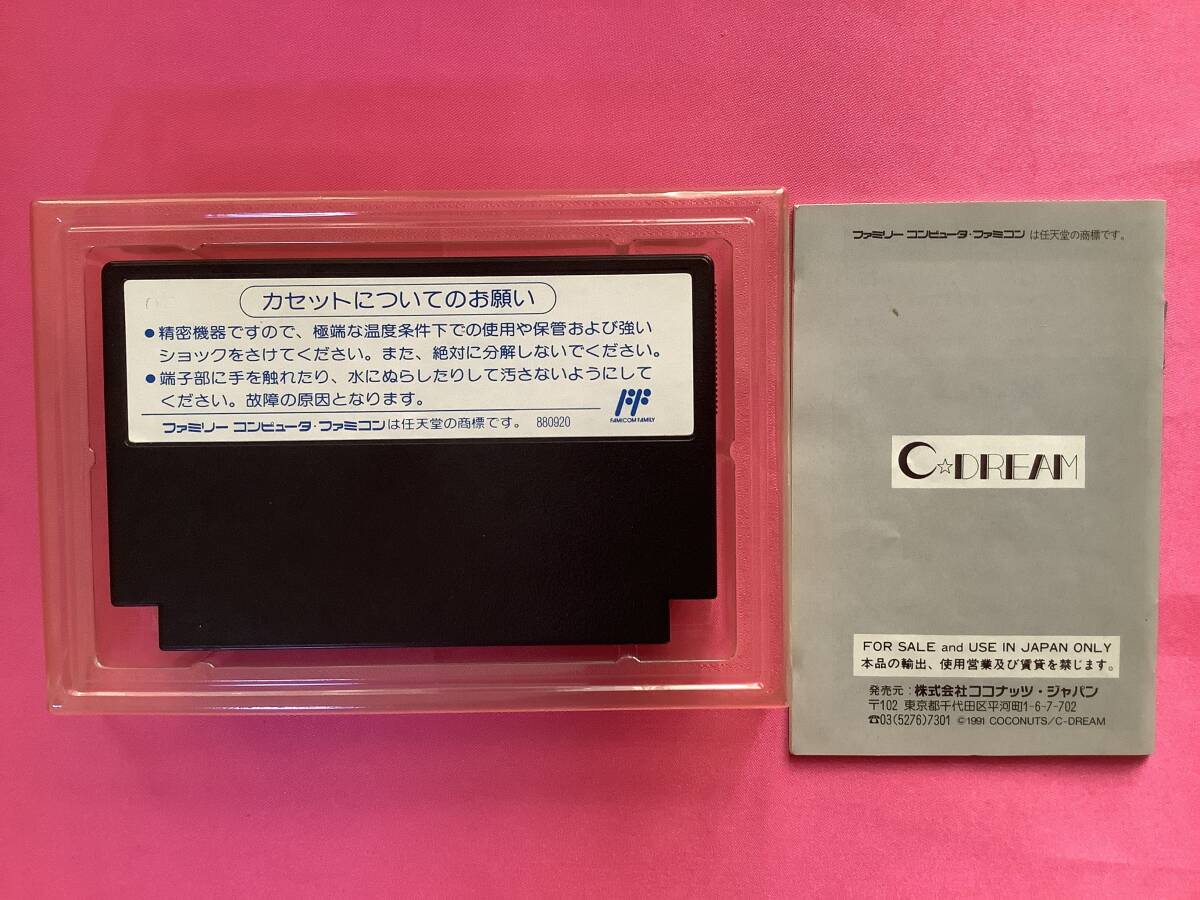 カセットについてのお願い
●精密機器ですので、極端な温度条件下での使用や保管および強い
ショックをさけてください。また、絶対に分解しないでください。
●端子部に手を触れたり、水にぬらしたりして汚さないようにして
ください。故障の原因となります。
FAMICOM FAMILY
ファミリー コンピュータ・ファミコンは任天堂の商標です。 880920
ファミリー コンピュータ・ファミコン は任天堂の商標です。
C☆DREAM
FOR SALE and USE IN JAPAN ONLY
本品の輸出、使用営業及び賃貸を禁じます。
発売元：株式会社ココナッツ・ジャパン
〒102 東京都千代田区平河町1-6-7-702
☎03(5276)7301 ©1991 COCONUTS/C-DREAM